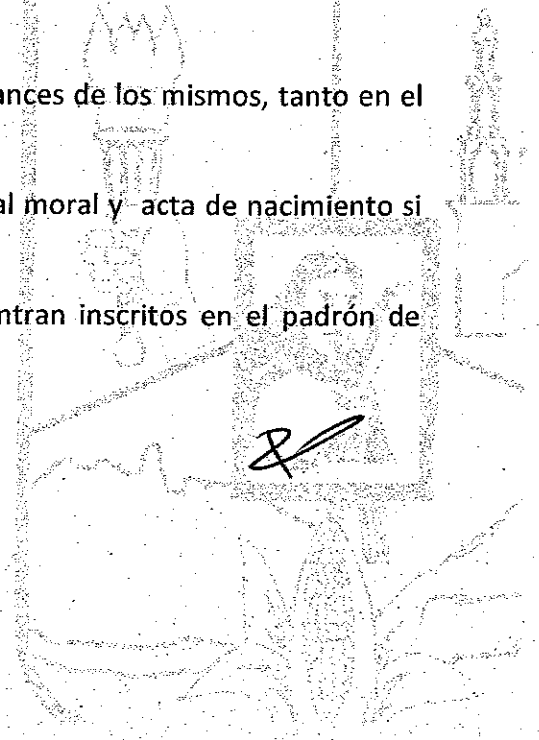 ances de los mismos, tanto en el
al moral y acta de nacimiento si
ntran inscritos en el padrón de